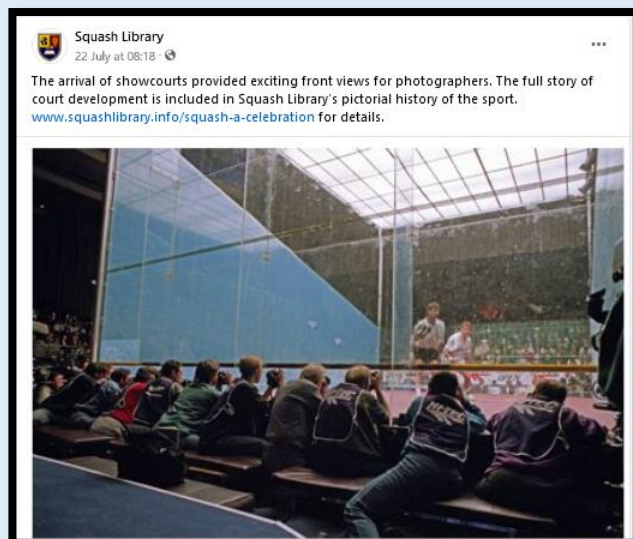 Squash Library
22 July at 08:18 ·
The arrival of showcourts provided exciting front views for photographers. The full story of
court development is included in Squash Library's pictorial history of the sport.
www.squashlibrary.info/squash-a-celebration for details.